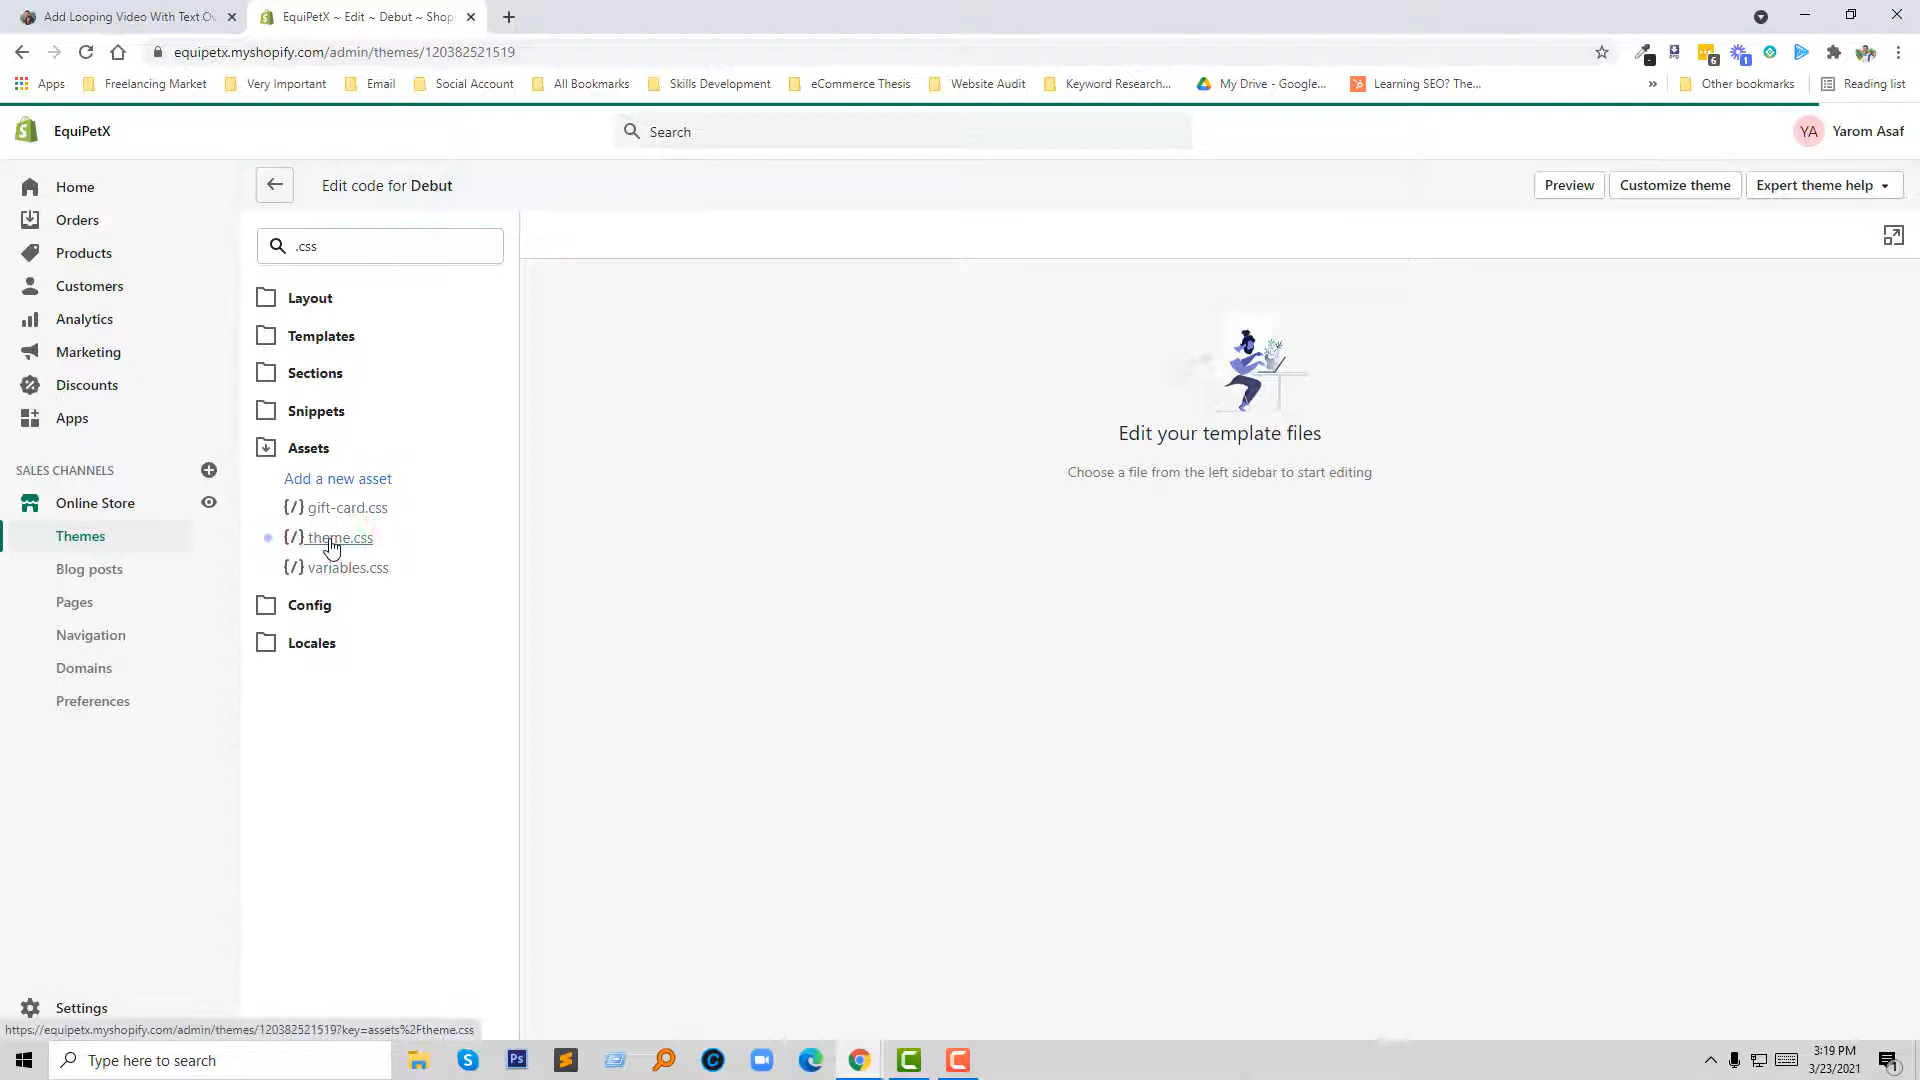 Add Looping Video With Text Ov
EquiPetX ~ Edit ~ Debut ~ Shop
equipetx.myshopify.com/admin/themes/120382521519
Apps
Freelancing Market
Very Important
Email
Social Account
All Bookmarks
Skills Development
eCommerce Thesis
Website Audit
Keyword Research...
My Drive - Google...
Learning SEO? The...
»
Other bookmarks
Reading list
EquiPetX
Search
YA
Yarom Asaf
Home
Orders
Products
Customers
Analytics
Marketing
Discounts
Apps
SALES CHANNELS
Online Store
Themes
Blog posts
Pages
Navigation
Domains
Preferences
Settings
Edit code for Debut
Preview
Customize theme
Expert theme help
.css
Layout
Templates
Sections
Snippets
Assets
Add a new asset
{/} gift-card.css
{/} theme.css
{/} variables.css
Config
Locales
Edit your template files
Choose a file from the left sidebar to start editing
https://equipetx.myshopify.com/admin/themes/120382521519?key=assets%2Ftheme.css
Type here to search
Ps
3:19 PM
3/23/2021
1